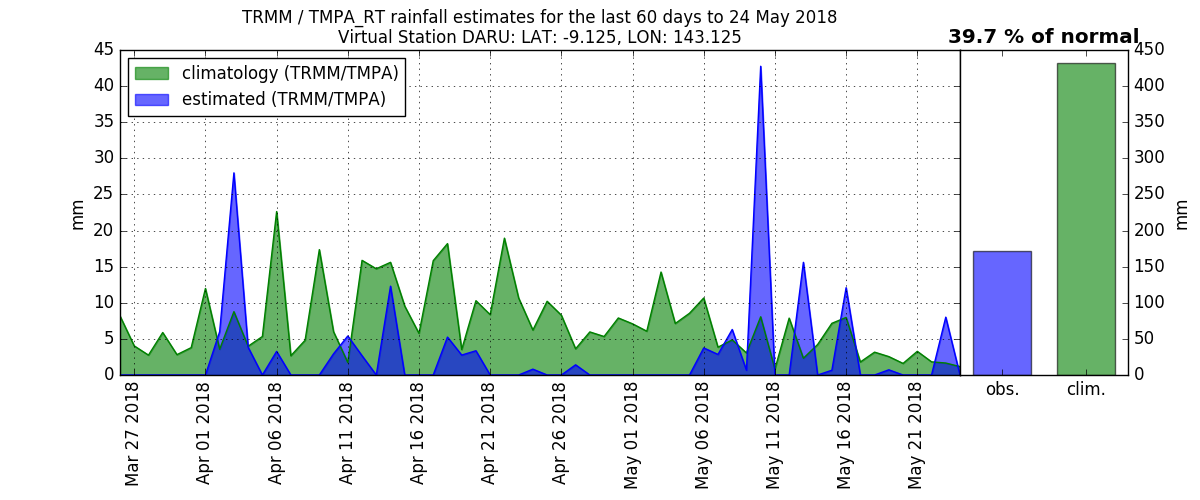 TRMM / TMPA_RT rainfall estimates for the last 60 days to 24 May 2018
Virtual Station DARU: LAT: -9.125, LON: 143.125
39.7 % of normal
climatology (TRMM/TMPA)
estimated (TRMM/TMPA)
45
40
35
30
25
20
15
10
5
0
mm
Mar 27 2018
Apr 01 2018
Apr 06 2018
Apr 11 2018
Apr 16 2018
Apr 21 2018
Apr 26 2018
May 01 2018
May 06 2018
May 11 2018
May 16 2018
May 21 2018
obs.
clim.
450
400
350
300
250
200
150
100
50
0
mm